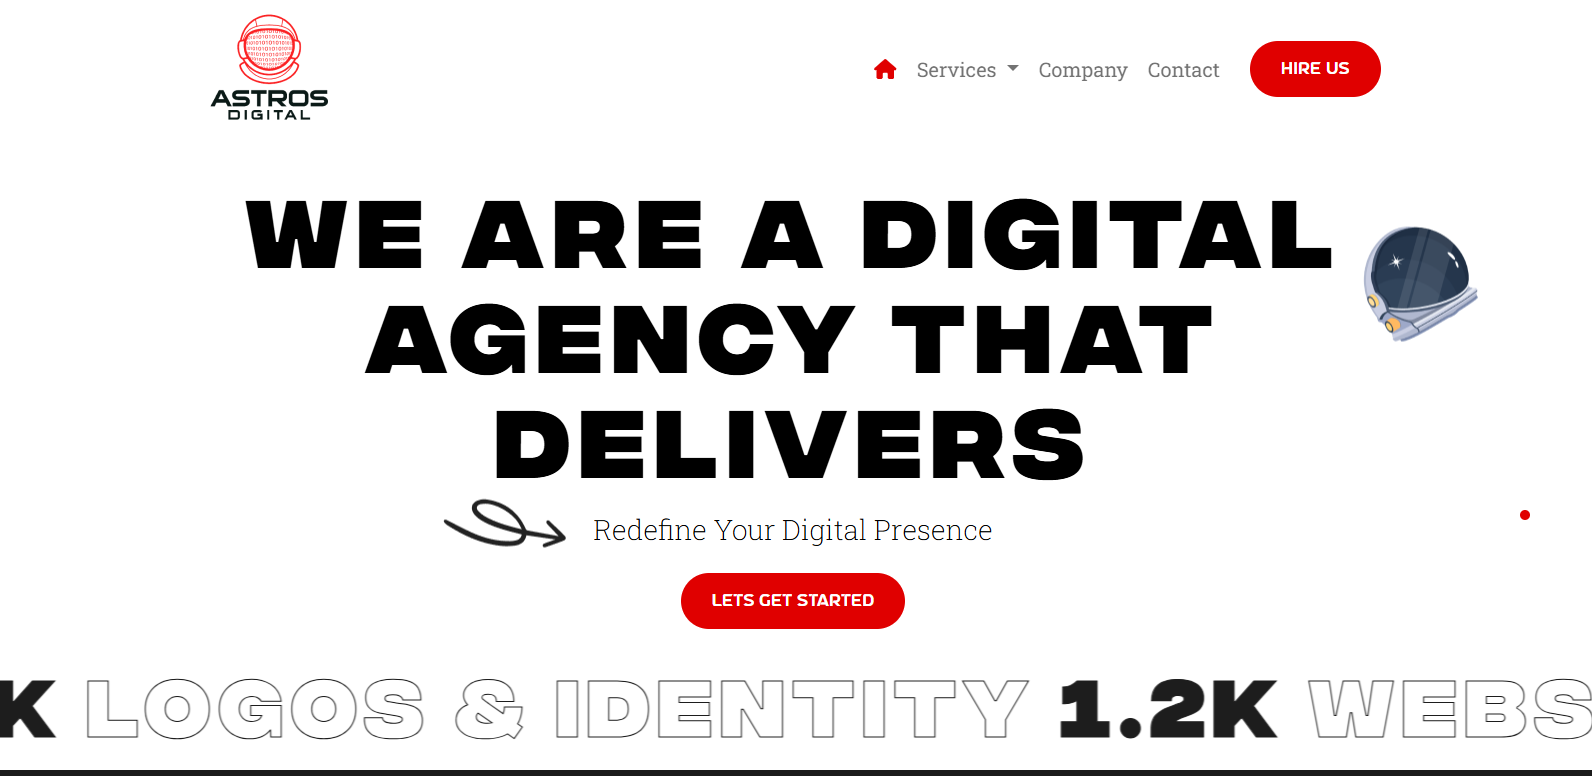 ASTROS
DIGITAL
Services Company Contact HIRE US
WE ARE A DIGITAL
AGENCY THAT
DELIVERS
Redefine Your Digital Presence
LETS GET STARTED
K LOGOS & IDENTITY 1.2K WEBS